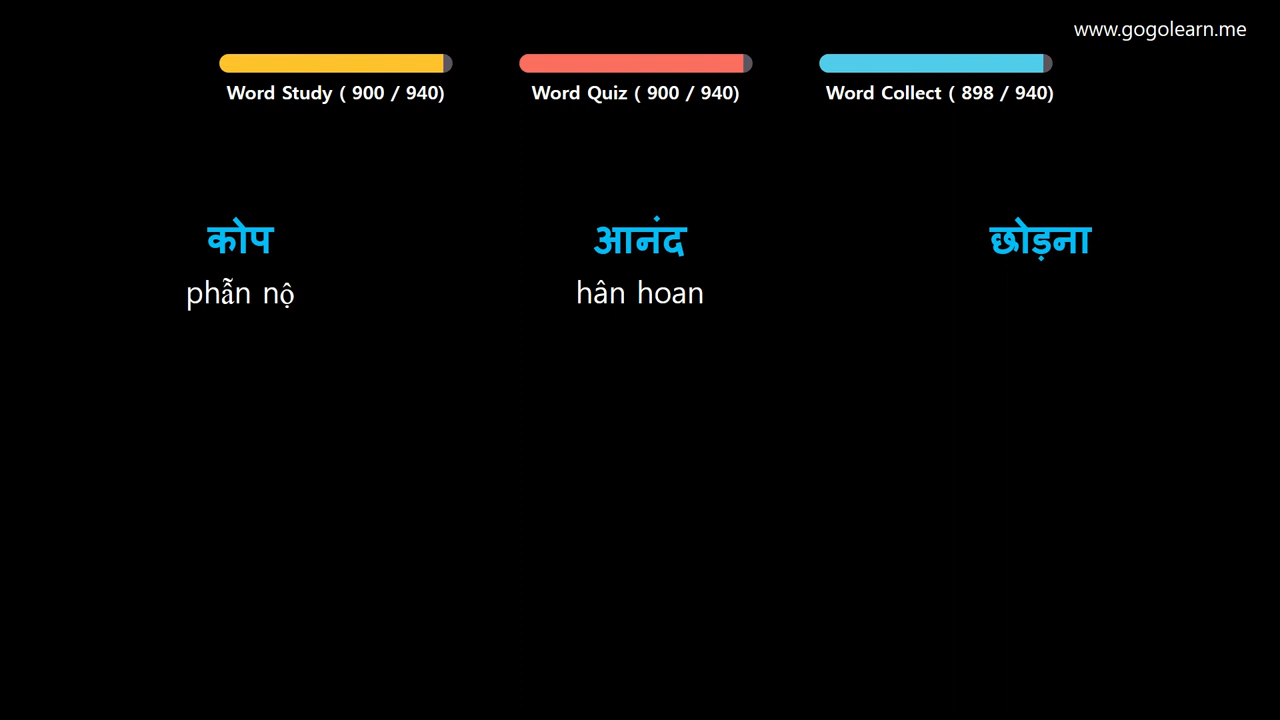 www.gogolearn.me
Word Study ( 900 / 940)
Word Quiz ( 900 / 940)
Word Collect ( 898 / 940)
कोप
आनंद
छोड़ना
phẫn nộ
hân hoan